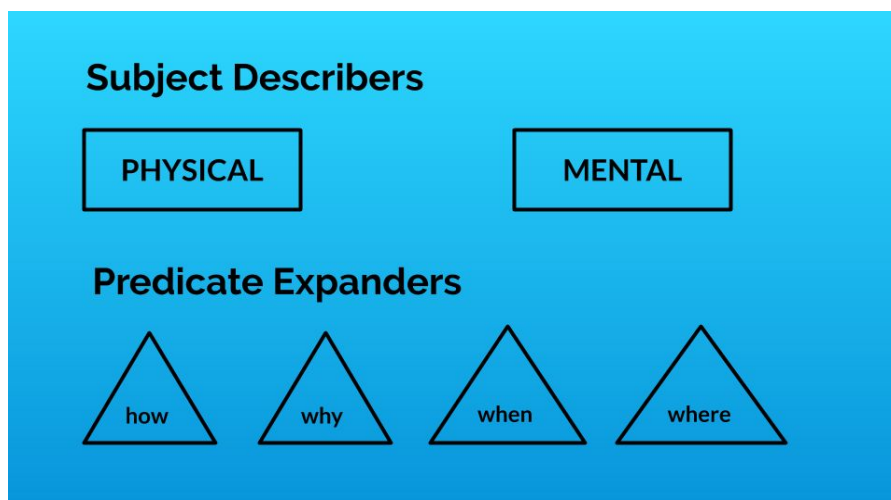 Subject Describers
PHYSICAL MENTAL
Predicate Expanders
how why when where